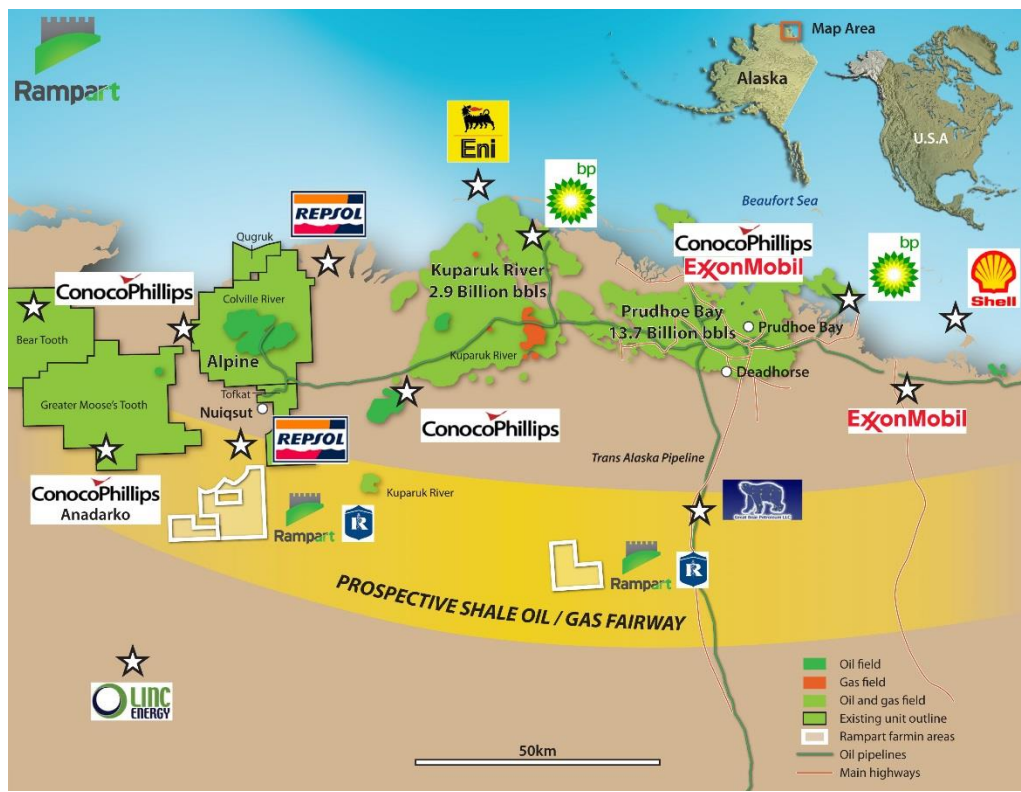 Rampart
Map Area
Alaska
U.S.A
Beaufort Sea
Eni
bp
REPSOL
Qugruk
ConocoPhillips
ExxonMobil
bp
Shell
ConocoPhillips
Colville River
Kuparuk River
2.9 Billion bbls
Prudhoe Bay
13.7 Billion bbls
Prudhoe Bay
Bear Tooth
Alpine
Kuparuk River
Deadhorse
Greater Moose's Tooth
Tofkat
Nuiqsut
ConocoPhillips
ExxonMobil
REPSOL
Trans Alaska Pipeline
ConocoPhillips
Anadarko
Kuparuk River
Rampart
R
Great Bear Petroleum LLC
Rampart
R
PROSPECTIVE SHALE OIL / GAS FAIRWAY
LINC
ENERGY
50km
Oil field
Gas field
Oil and gas field
Existing unit outline
Rampart farmin areas
Oil pipelines
Main highways